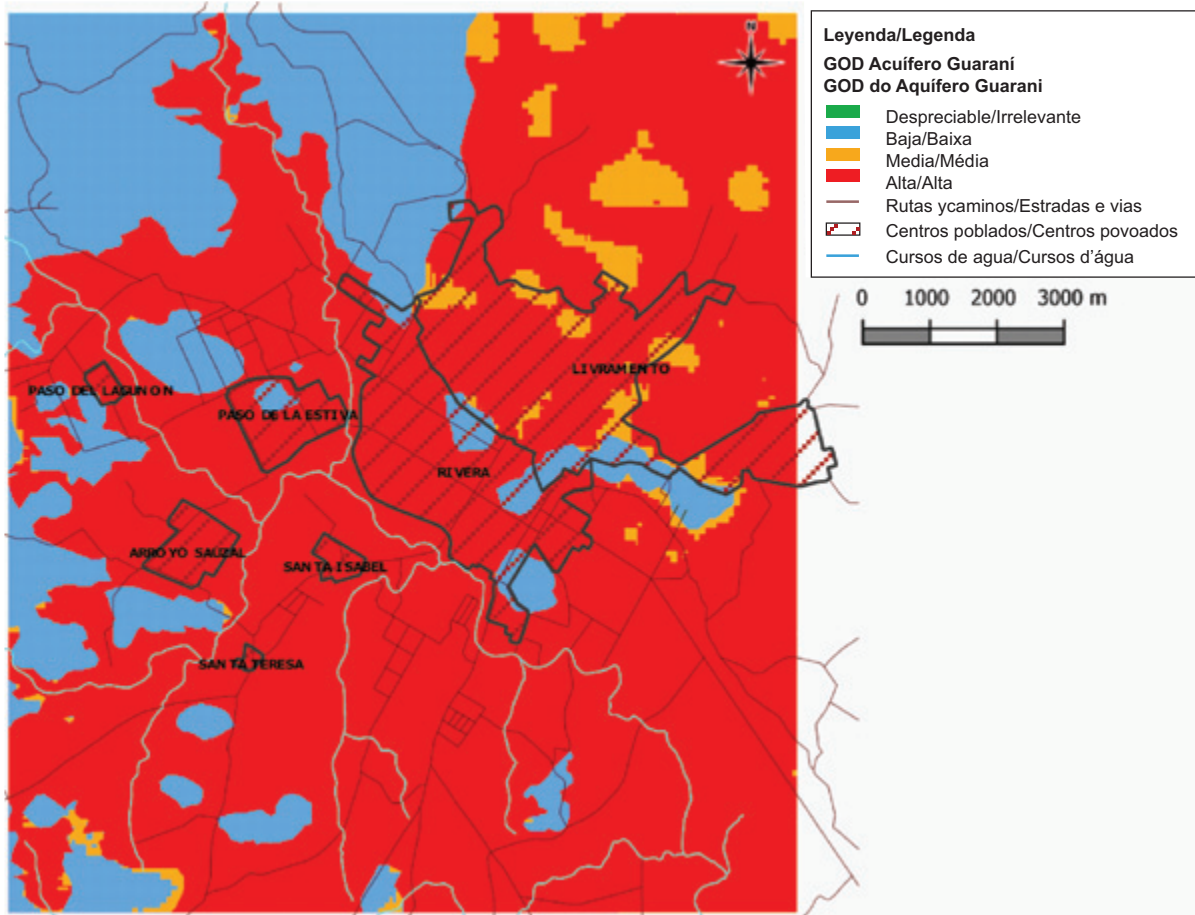 N
Leyenda/Legenda
GOD Acuífero Guaraní
GOD do Aquífero Guarani
Despreciable/Irrelevante
Baja/Baixa
Media/Média
Alta/Alta
Rutas ycaminos/Estradas e vias
Centros poblados/Centros povoados
Cursos de agua/Cursos d'água
0 1000 2000 3000 m
LIVRAMENTO
PASO DEL LAGUNON
PASO DE LA ESTIVA
RIVERA
ARROYO SAUZAL
SANTA ISABEL
SANTA TERESA